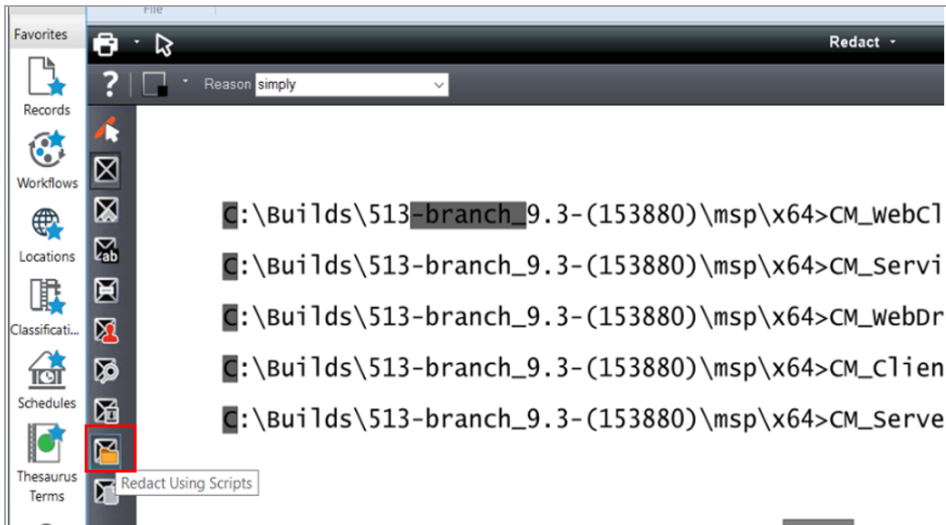 File
Favorites
Redact
? Reason simply
Records
Workflows
Locations
Classificati...
Schedules
Thesaurus
Terms
ab
C:\Builds\513-branch_9.3-(153880)\msp\x64>CM_WebCl
C:\Builds\513-branch_9.3-(153880)\msp\x64>CM_Servi
C:\Builds\513-branch_9.3-(153880)\msp\x64>CM_WebDr
C:\Builds\513-branch_9.3-(153880)\msp\x64>CM_Clien
C:\Builds\513-branch_9.3-(153880)\msp\x64>CM_Serve
Redact Using Scripts